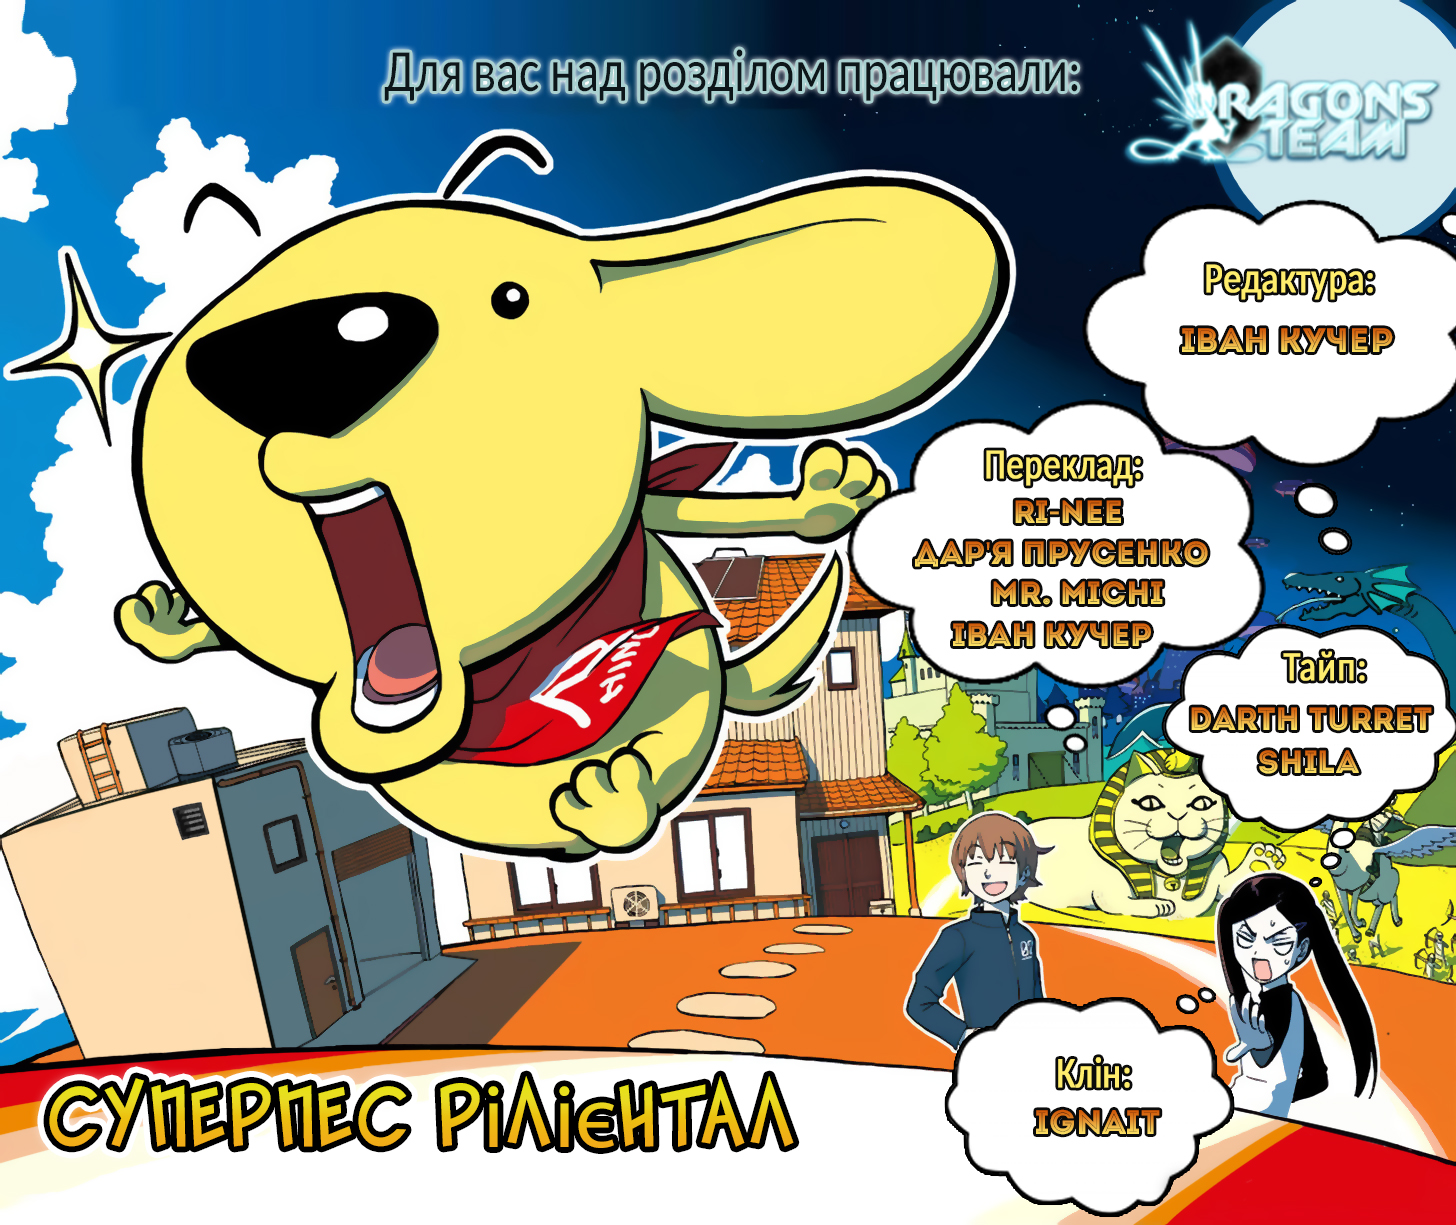 Для вас над розділом працювали:
DRAGONS
TEAM
Редактура:
ІВАН КУЧЕР
Переклад:
RI-NEE
ДАР'Я ПРУСЕНКО
MR. MICHI
ІВАН КУЧЕР
Тайп:
DARTH TURRET
SHILA
Клін:
IGNAIT
СУПЕРПЕС РІЛІЄНТАЛ